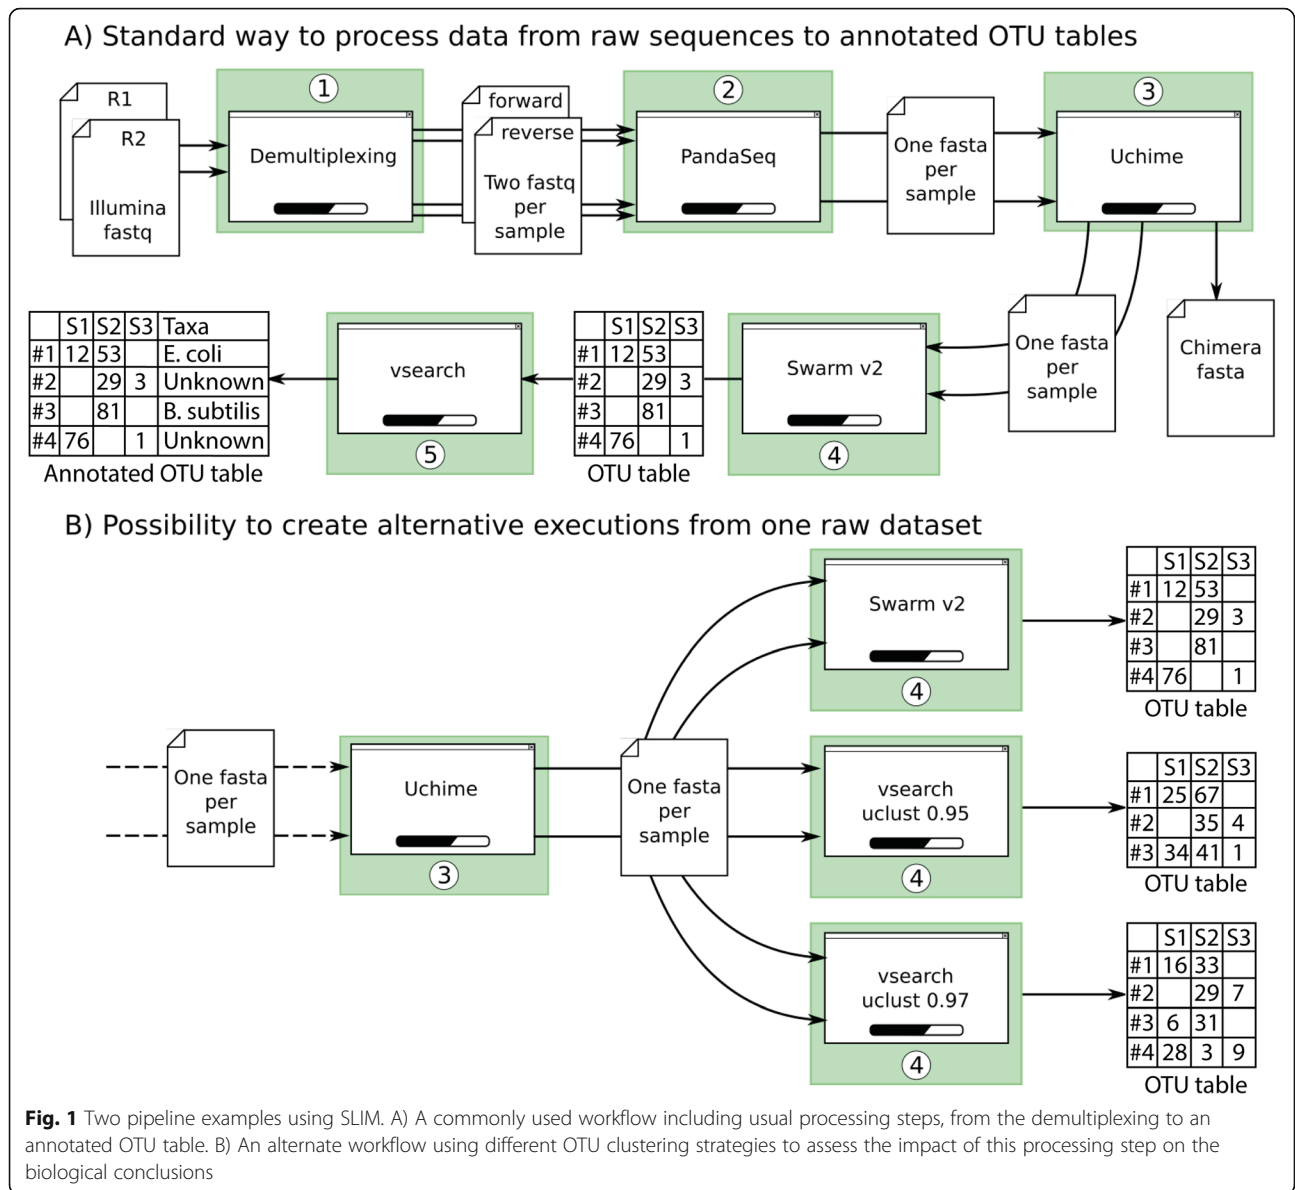 A) Standard way to process data from raw sequences to annotated OTU tables
R1
R2
Illumina
fastq
1
Demultiplexing
forward
reverse
Two fastq
per
sample
2
PandaSeq
One fasta
per
sample
3
Uchime
Chimera
fasta
One fasta
per
sample
Swarm v2
4
S1 S2 S3
#1 12 53
#2 29 3
#3 81
#4 76 1
OTU table
vsearch
5
S1 S2 S3 Taxa
#1 12 53 E. coli
#2 29 3 Unknown
#3 81 B. subtilis
#4 76 1 Unknown
Annotated OTU table
B) Possibility to create alternative executions from one raw dataset
One fasta
per
sample
Uchime
3
One fasta
per
sample
Swarm v2
4
S1 S2 S3
#1 12 53
#2 29 3
#3 81
#4 76 1
OTU table
vsearch
uclust 0.95
4
S1 S2 S3
#1 25 67
#2 35 4
#3 34 41 1
OTU table
vsearch
uclust 0.97
4
S1 S2 S3
#1 16 33
#2 29 7
#3 6 31
#4 28 3 9
OTU table
Fig. 1 Two pipeline examples using SLIM. A) A commonly used workflow including usual processing steps, from the demultiplexing to an
annotated OTU table. B) An alternate workflow using different OTU clustering strategies to assess the impact of this processing step on the
biological conclusions